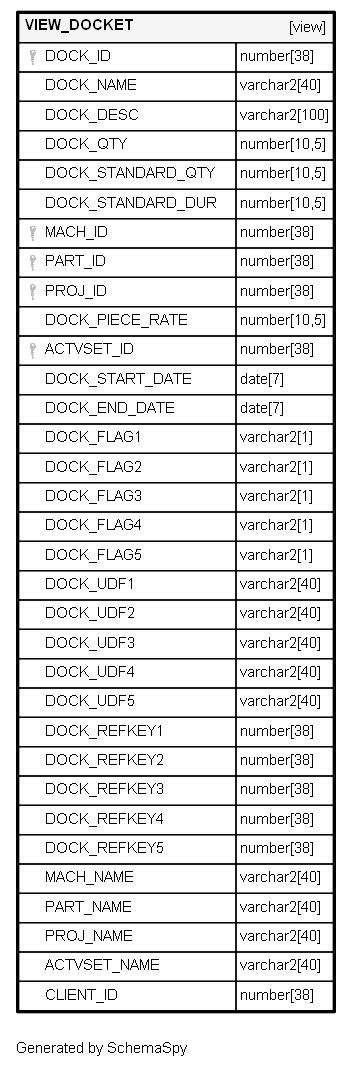 VIEW_DOCKET [view]
DOCK_ID number[38]
DOCK_NAME varchar2[40]
DOCK_DESC varchar2[100]
DOCK_QTY number[10,5]
DOCK_STANDARD_QTY number[10,5]
DOCK_STANDARD_DUR number[10,5]
MACH_ID number[38]
PART_ID number[38]
PROJ_ID number[38]
DOCK_PIECE_RATE number[10,5]
ACTVSET_ID number[38]
DOCK_START_DATE date[7]
DOCK_END_DATE date[7]
DOCK_FLAG1 varchar2[1]
DOCK_FLAG2 varchar2[1]
DOCK_FLAG3 varchar2[1]
DOCK_FLAG4 varchar2[1]
DOCK_FLAG5 varchar2[1]
DOCK_UDF1 varchar2[40]
DOCK_UDF2 varchar2[40]
DOCK_UDF3 varchar2[40]
DOCK_UDF4 varchar2[40]
DOCK_UDF5 varchar2[40]
DOCK_REFKEY1 number[38]
DOCK_REFKEY2 number[38]
DOCK_REFKEY3 number[38]
DOCK_REFKEY4 number[38]
DOCK_REFKEY5 number[38]
MACH_NAME varchar2[40]
PART_NAME varchar2[40]
PROJ_NAME varchar2[40]
ACTVSET_NAME varchar2[40]
CLIENT_ID number[38]
Generated by SchemaSpy